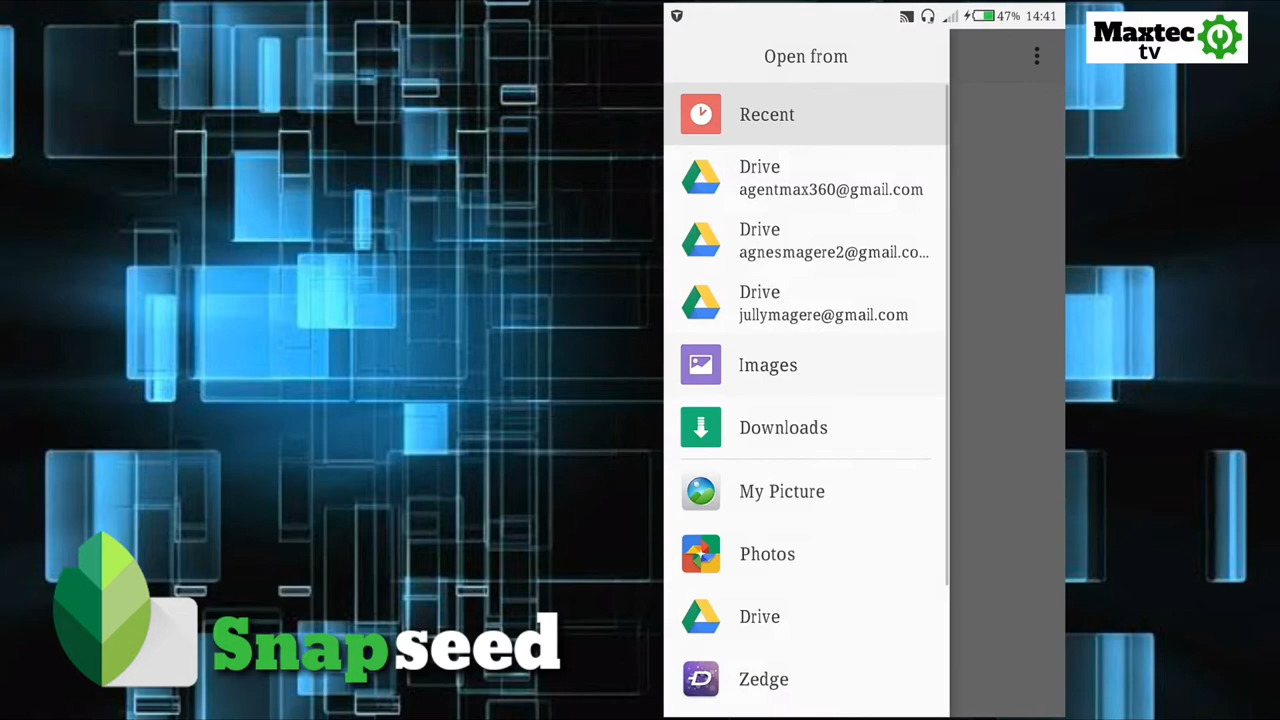 47% 14:41
Maxtec
tv
Open from
Recent
Drive
agentmax360@gmail.com
Drive
agnesmagere2@gmail.co...
Drive
jullymagere@gmail.com
Images
Downloads
My Picture
Photos
Drive
Zedge
Snapseed